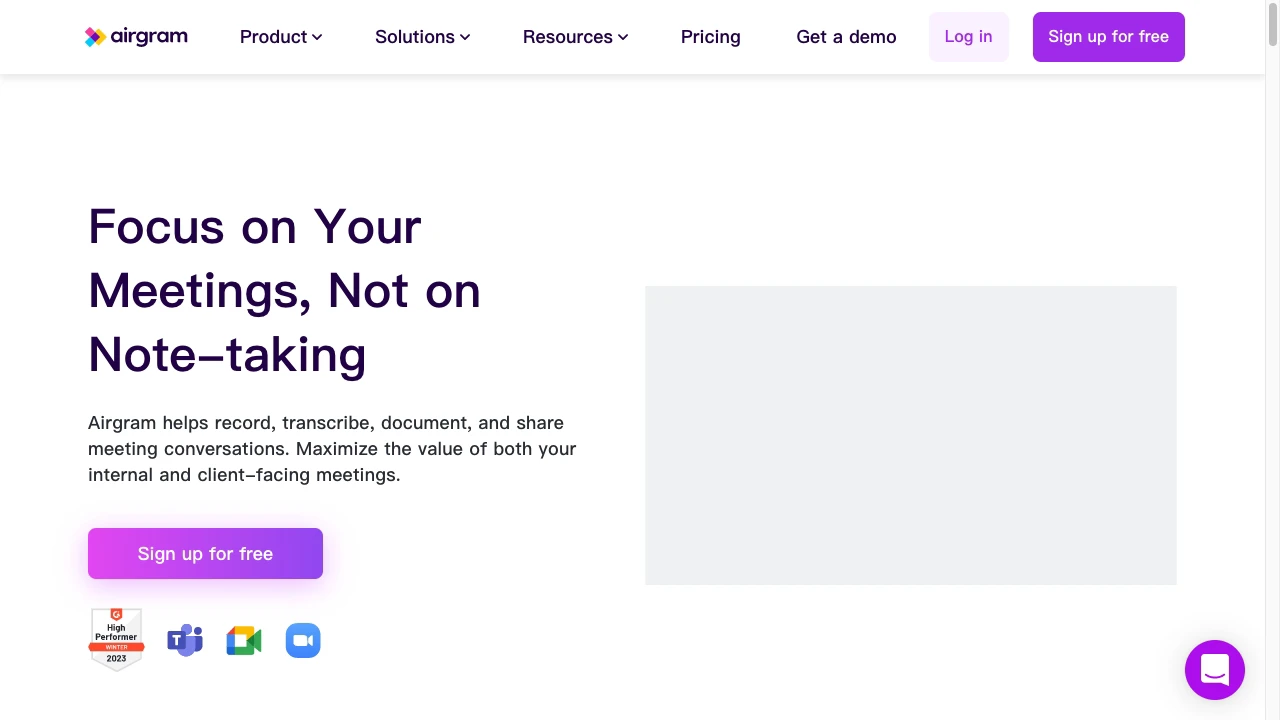 airgram
Product
Solutions
Resources
Pricing
Get a demo
Log in
Sign up for free
Focus on Your
Meetings, Not on
Note-taking
Airgram helps record, transcribe, document, and share
meeting conversations. Maximize the value of both your
internal and client-facing meetings.
Sign up for free
G
High
Performer
WINTER
2023
T